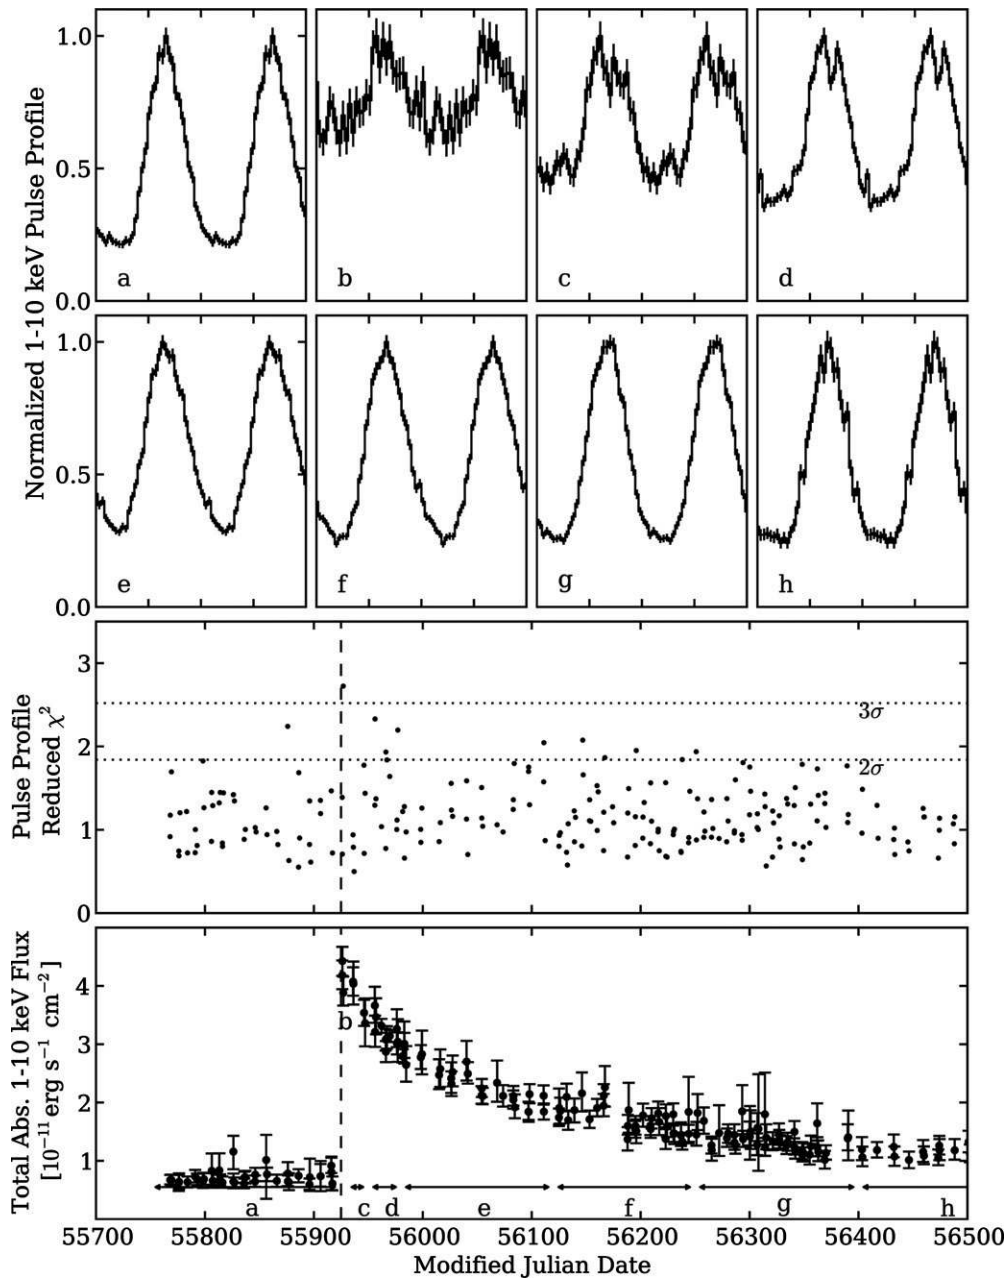 Normalized 1-10 keV Pulse Profile
1.0
0.5
0.0
a
b
c
d
1.0
0.5
0.0
e
f
g
h
Pulse Profile
Reduced χ²
3
2
1
0
3σ
2σ
Total Abs. 1-10 keV Flux
[10⁻¹¹ erg s⁻¹ cm⁻²]
4
3
2
1
b
a
c
d
e
f
g
h
55700 55800 55900 56000 56100 56200 56300 56400 56500
Modified Julian Date